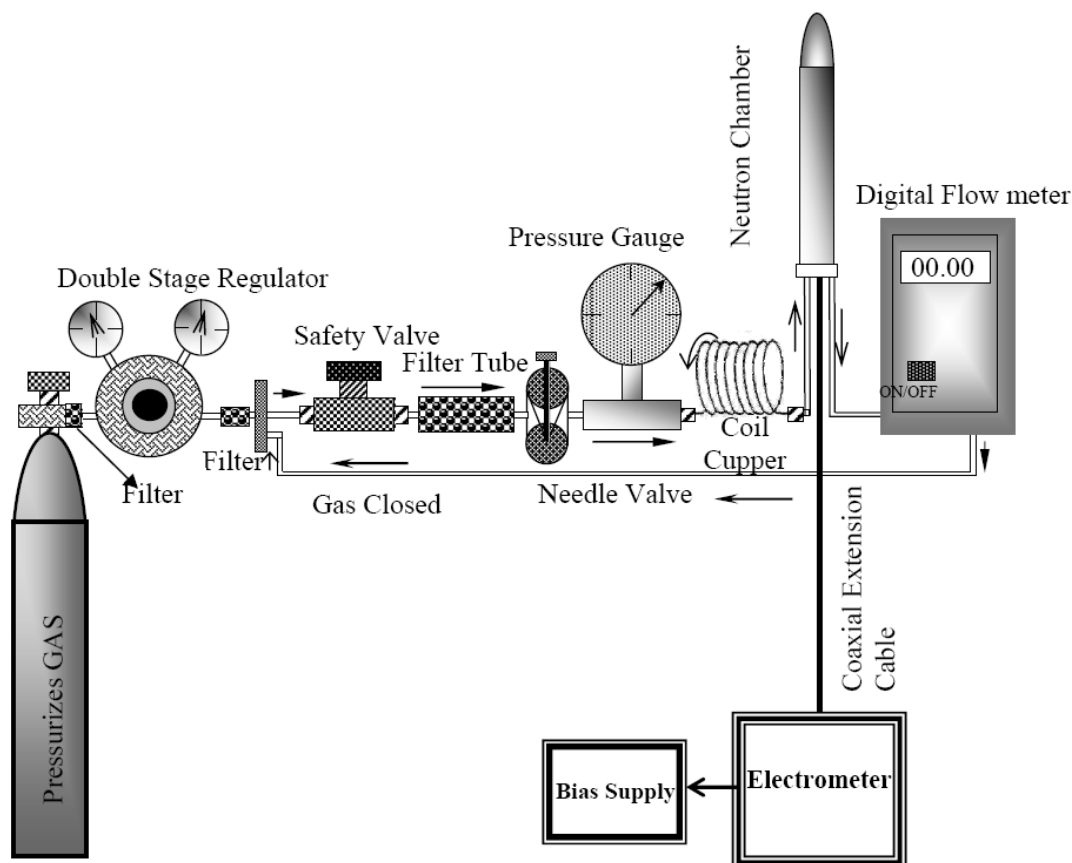 Neutron Chamber
Digital Flow meter
00.00
ON/OFF
Pressure Gauge
Double Stage Regulator
Safety Valve
Filter Tube
Coil
Cupper
Filter
Filter
Gas Closed
Needle Valve
Pressurizes GAS
Coaxial Extension
Cable
Bias Supply
Electrometer